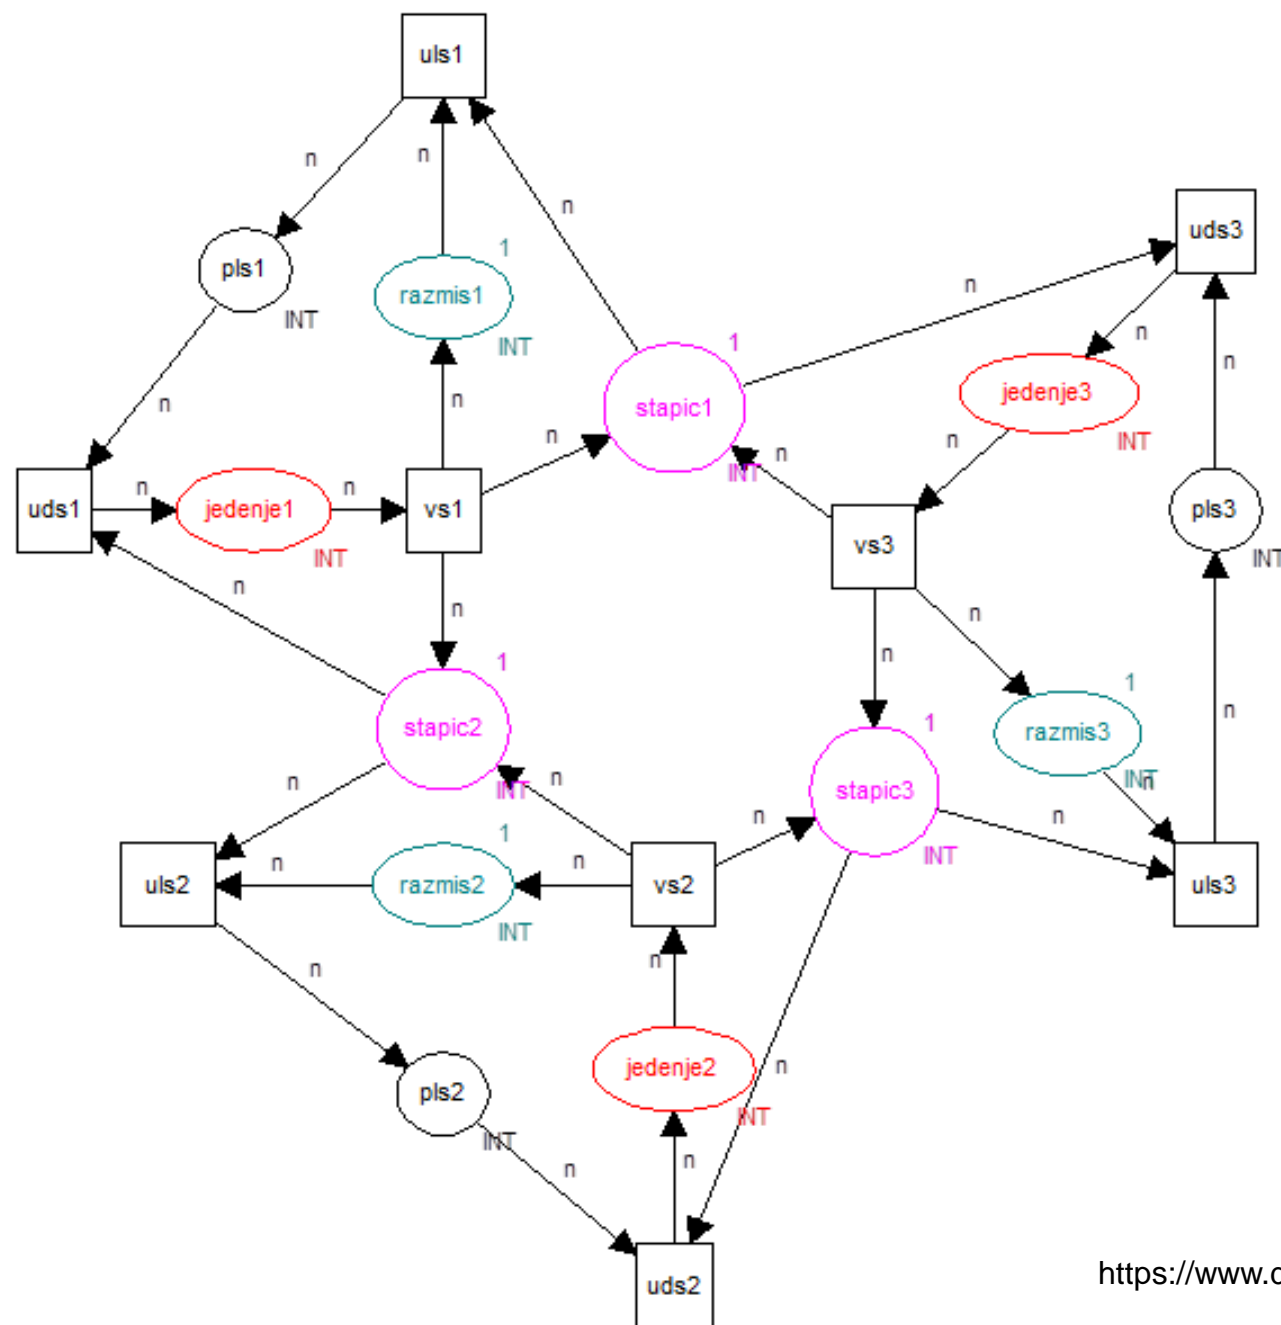 uls1
n
n
n
uds3
pls1
1
n
n
INT
razmis1
INT
1
n
n
jedenje3
n
n
stapic1
INT
n
n
n
INT
uds1
n
jedenje1
n
vs1
pls3
INT
vs3
INT
n
n
n
n
1
1
stapic2
n
1
n
razmis3
INT
n
n
n
INT
stapic3
n
n
n
1
INT
uls2
n
razmis2
n
vs2
uls3
INT
n
n
n
jedenje2
pls2
INT
INT
n
n
uds2
https://www.c